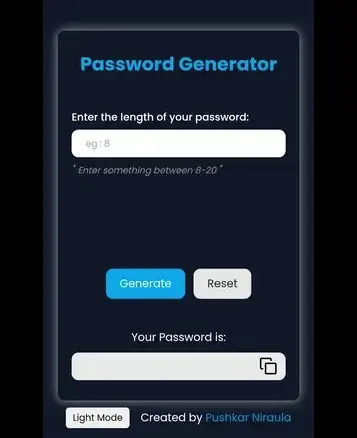 Password Generator
Enter the length of your password:
eg : 8
* Enter something between 8-20 *
Generate Reset
Your Password is:
Light Mode Created by Pushkar Niraula